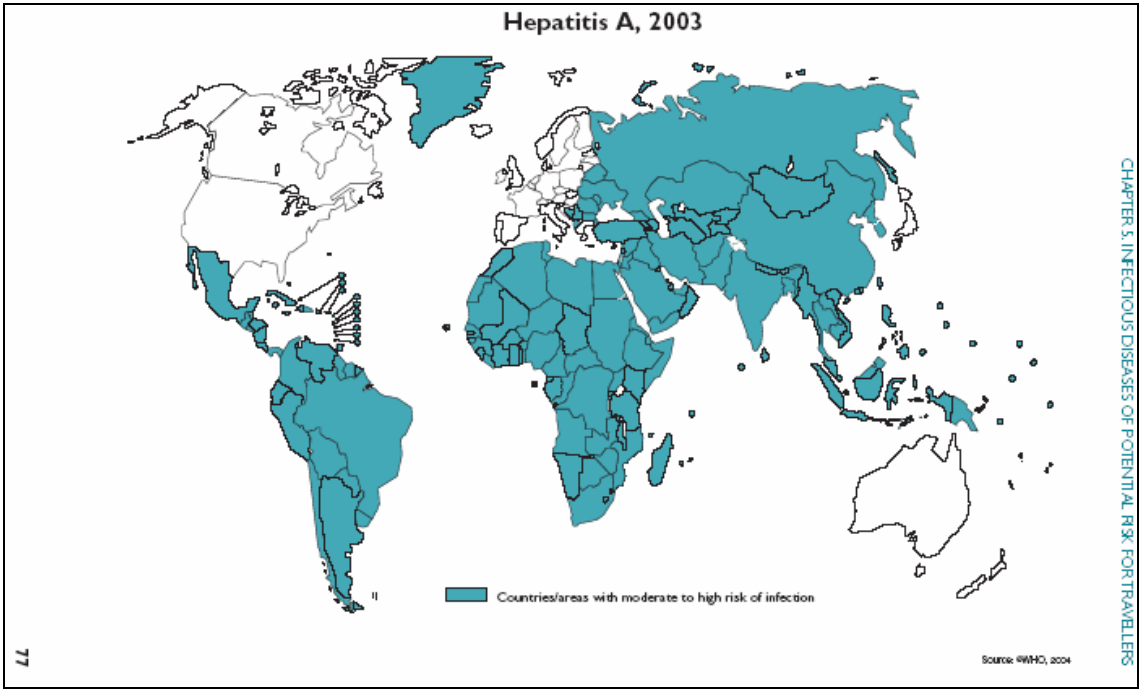 Hepatitis A, 2003
Countries/areas with moderate to high risk of infection
Source: ©WHO, 2004
CHAPTER 5. INFECTIOUS DISEASES OF POTENTIAL RISK FOR TRAVELLERS
77